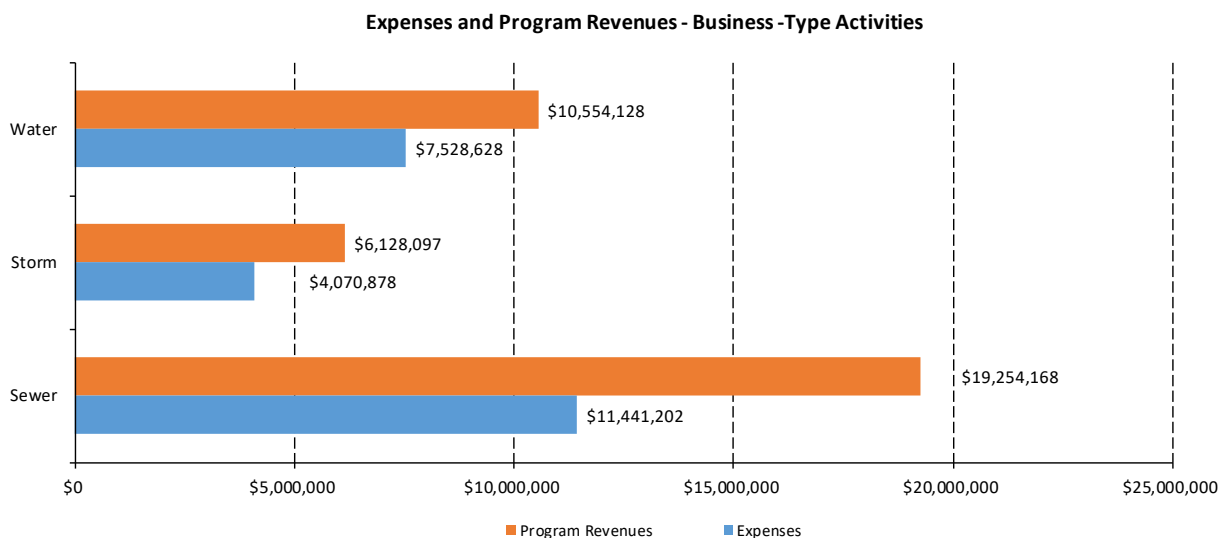 Expenses and Program Revenues - Business -Type Activities
Water
$10,554,128
$7,528,628
Storm
$6,128,097
$4,070,878
Sewer
$19,254,168
$11,441,202
$0 $5,000,000 $10,000,000 $15,000,000 $20,000,000 $25,000,000
Program Revenues Expenses